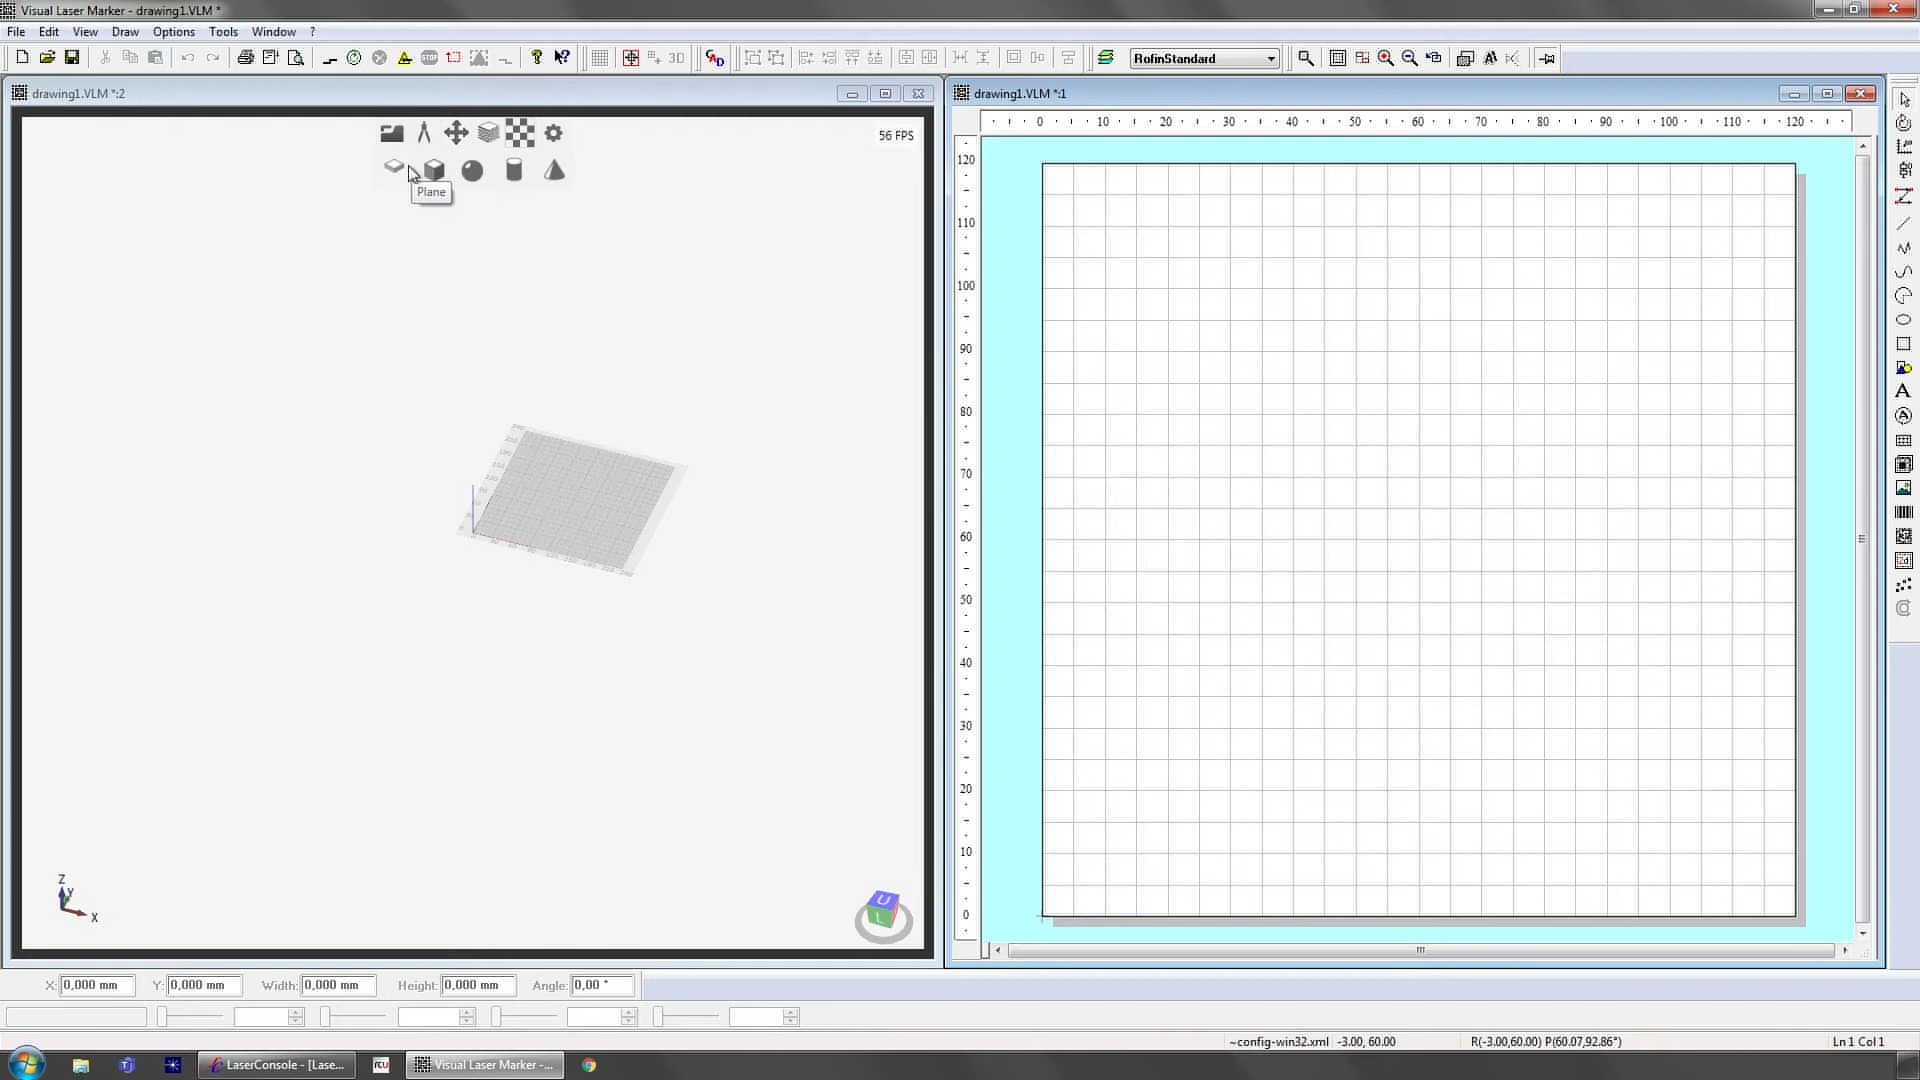 Visual Laser Marker - drawing1.VLM *
File Edit View Draw Options Tools Window ?
3D
RofinStandard
drawing1.VLM *:2
drawing1.VLM *:1
56 FPS
Plane
0 10 20 30 40 50 60 70 80 90 100 110 120
120
110
100
90
80
70
60
50
40
30
20
10
0
Z
y
X
U
L
X: 0,000 mm Y: 0,000 mm Width: 0,000 mm Height: 0,000 mm Angle: 0,00 °
~config-win32.xml -3.00, 60.00 R(-3.00,60.00) P(60.07,92.86°) Ln 1 Col 1
LaserConsole - [Lase... rcu Visual Laser Marker -...